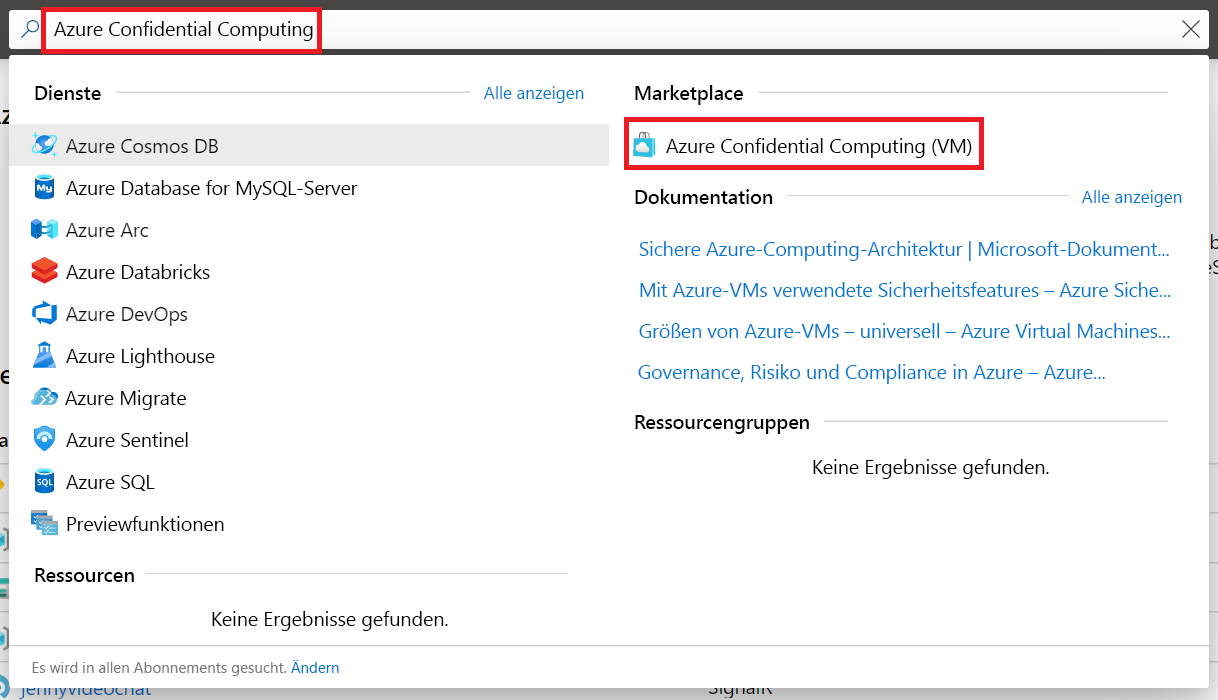 Azure Confidential Computing
Dienste
Alle anzeigen
Azure Cosmos DB
Azure Database for MySQL-Server
Azure Arc
Azure Databricks
Azure DevOps
Azure Lighthouse
Azure Migrate
Azure Sentinel
Azure SQL
Previewfunktionen
Ressourcen
Keine Ergebnisse gefunden.
Marketplace
Azure Confidential Computing (VM)
Dokumentation
Alle anzeigen
Sichere Azure-Computing-Architektur | Microsoft-Dokument...
Mit Azure-VMs verwendete Sicherheitsfeatures – Azure Siche...
Größen von Azure-VMs – universell – Azure Virtual Machines...
Governance, Risiko und Compliance in Azure – Azure...
Ressourcengruppen
Keine Ergebnisse gefunden.
Es wird in allen Abonnements gesucht. Ändern
jennyvideochat
SignalR